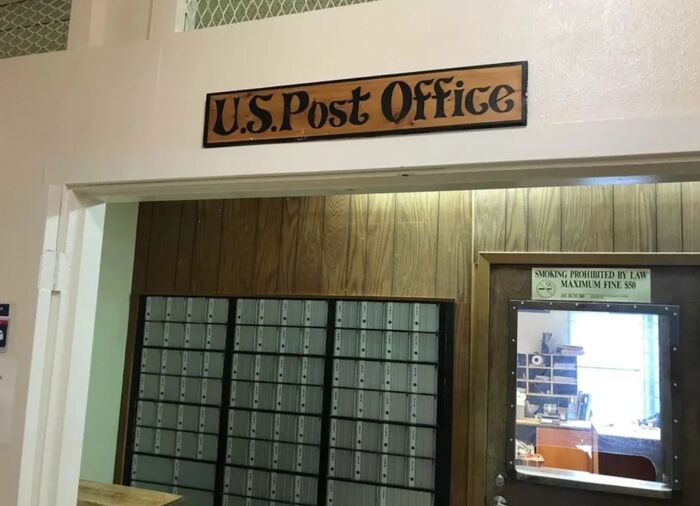 U.S. Post Office
SMOKING PROHIBITED BY LAW
MAXIMUM FINE $50